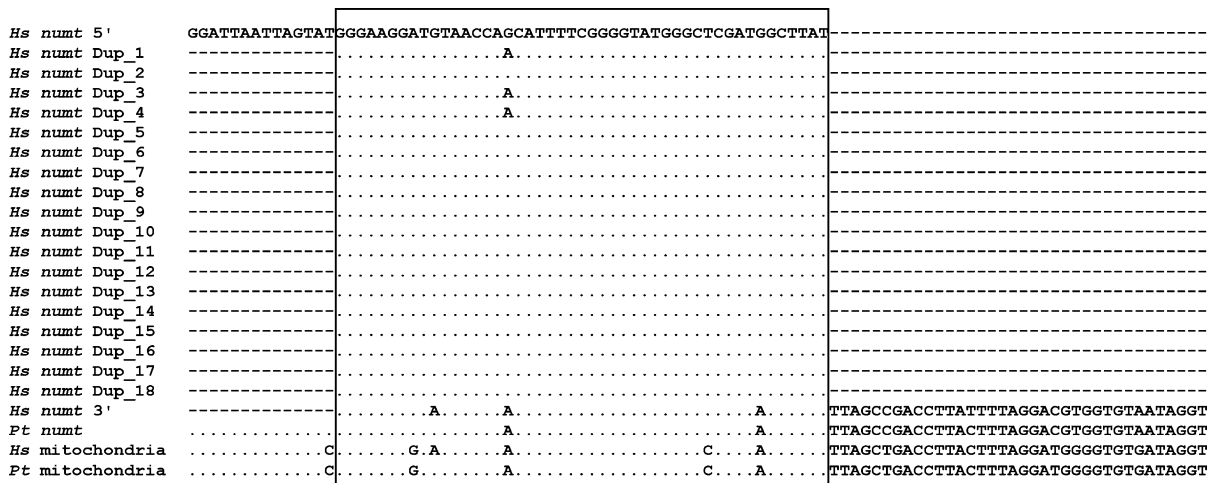 Hs numt 5' GGATTAATTAGTATGGGAAGGATGTAACCAGCATTTTCGGGGTATGGGCTCGATGGCTTAT------------------------------------
Hs numt Dup_1 --------------................A..............................------------------------------------
Hs numt Dup_2 --------------...............................................------------------------------------
Hs numt Dup_3 --------------................A..............................------------------------------------
Hs numt Dup_4 --------------................A..............................------------------------------------
Hs numt Dup_5 --------------...............................................------------------------------------
Hs numt Dup_6 --------------...............................................------------------------------------
Hs numt Dup_7 --------------...............................................------------------------------------
Hs numt Dup_8 --------------...............................................------------------------------------
Hs numt Dup_9 --------------...............................................------------------------------------
Hs numt Dup_10 --------------...............................................------------------------------------
Hs numt Dup_11 --------------...............................................------------------------------------
Hs numt Dup_12 --------------...............................................------------------------------------
Hs numt Dup_13 --------------...............................................------------------------------------
Hs numt Dup_14 --------------...............................................------------------------------------
Hs numt Dup_15 --------------...............................................------------------------------------
Hs numt Dup_16 --------------...............................................------------------------------------
Hs numt Dup_17 --------------...............................................------------------------------------
Hs numt Dup_18 --------------...............................................------------------------------------
Hs numt 3' --------------.........A......A.......................A......TTAGCCGACCTTATTTTAGGACGTGGTGTAATAGGT
Pt numt ..............................A.......................A......TTAGCCGACCTTACTTTAGGACGTGGTGTAATAGGT
Hs mitochondria .............C.......G.A......A..................C....A......TTAGCTGACCTTACTTTAGGATGGGGTGTGATAGGT
Pt mitochondria .............C.......G........A..................C....A......TTAGCTGACCTTACTTTAGGATGGGGTGTGATAGGT